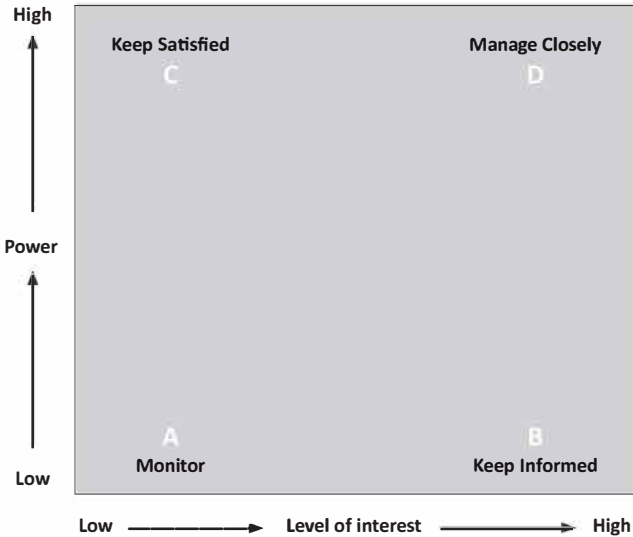 High
Keep Satisfied
Manage Closely
C
D
Power
A
B
Monitor
Keep Informed
Low
Low
Level of interest
High